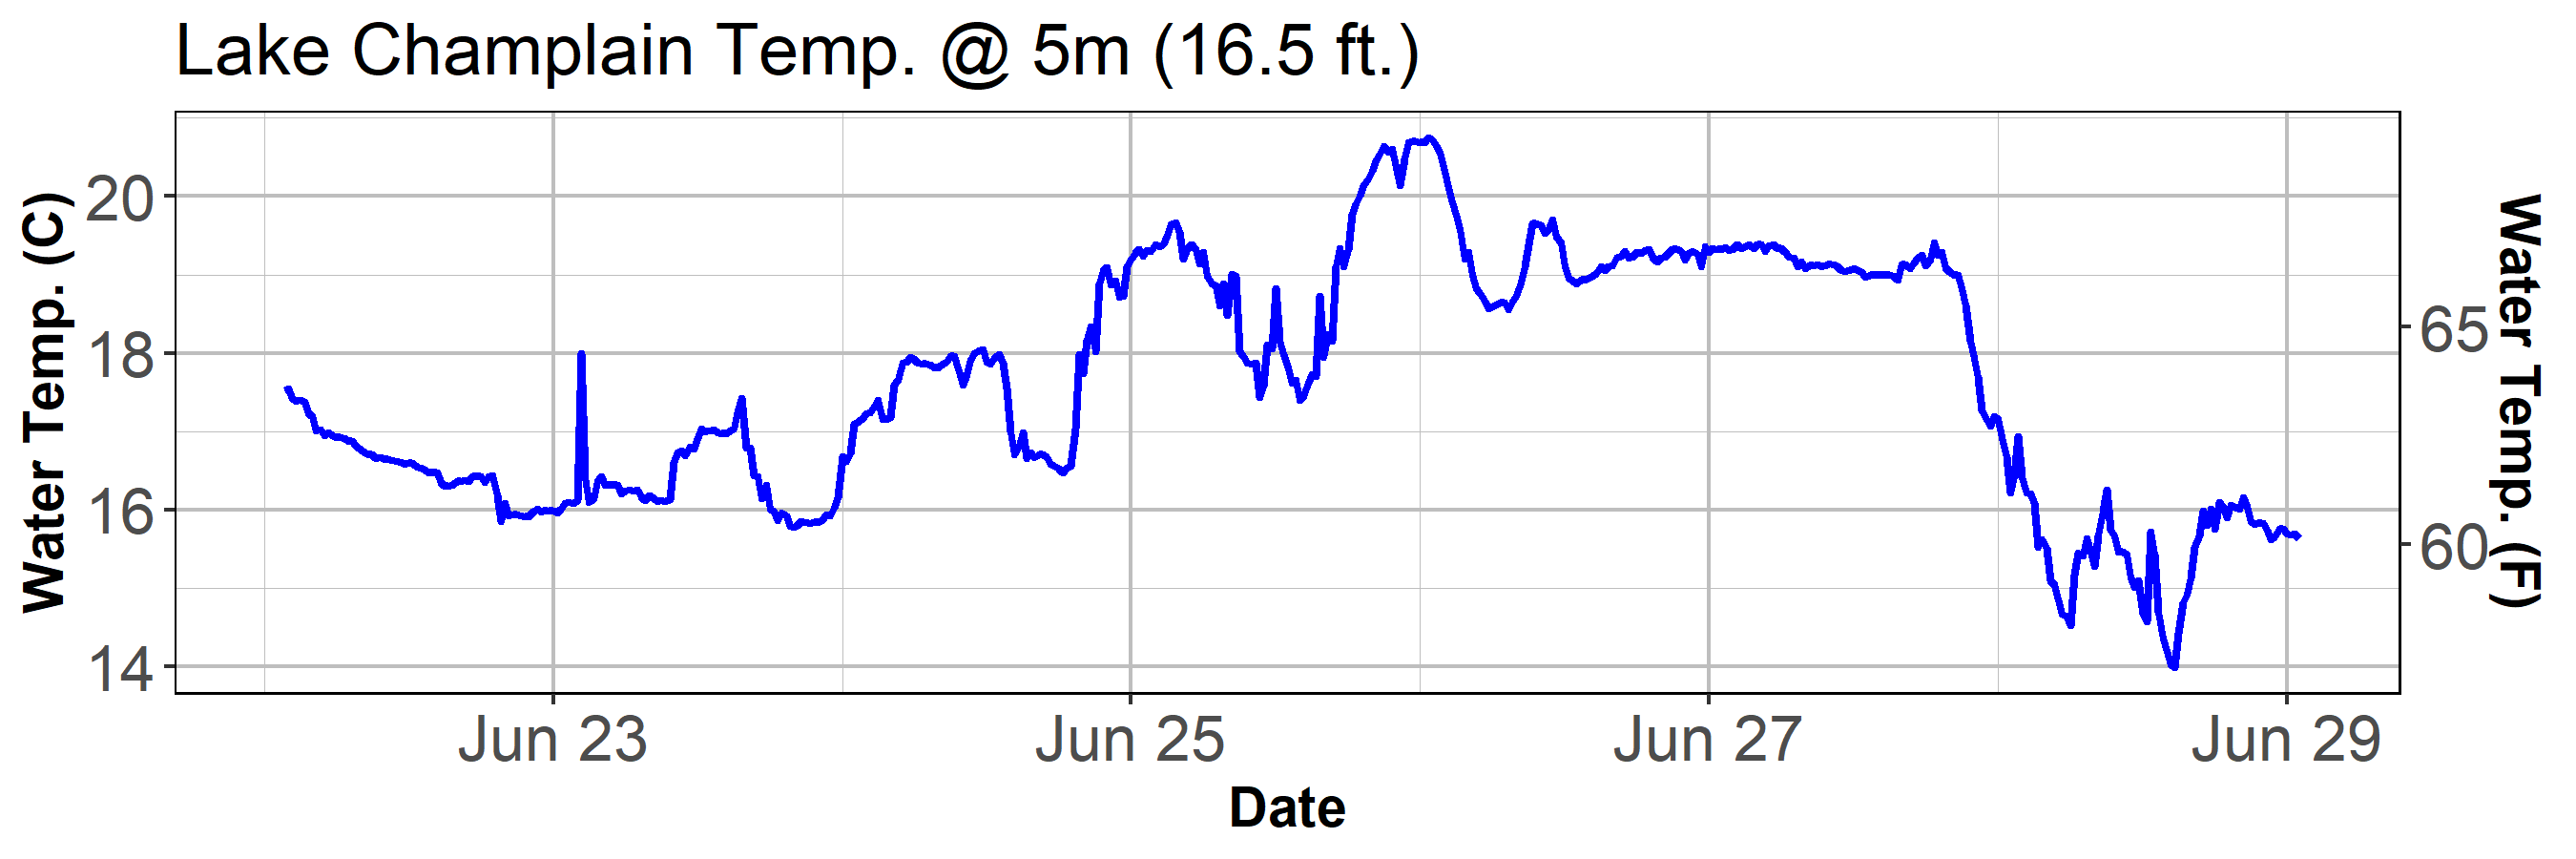 Lake Champlain Temp. @ 5m (16.5 ft.)
Water Temp. (C)
20
18
16
14
65
60
Water Temp. (F)
Jun 23 Jun 25 Jun 27 Jun 29
Date